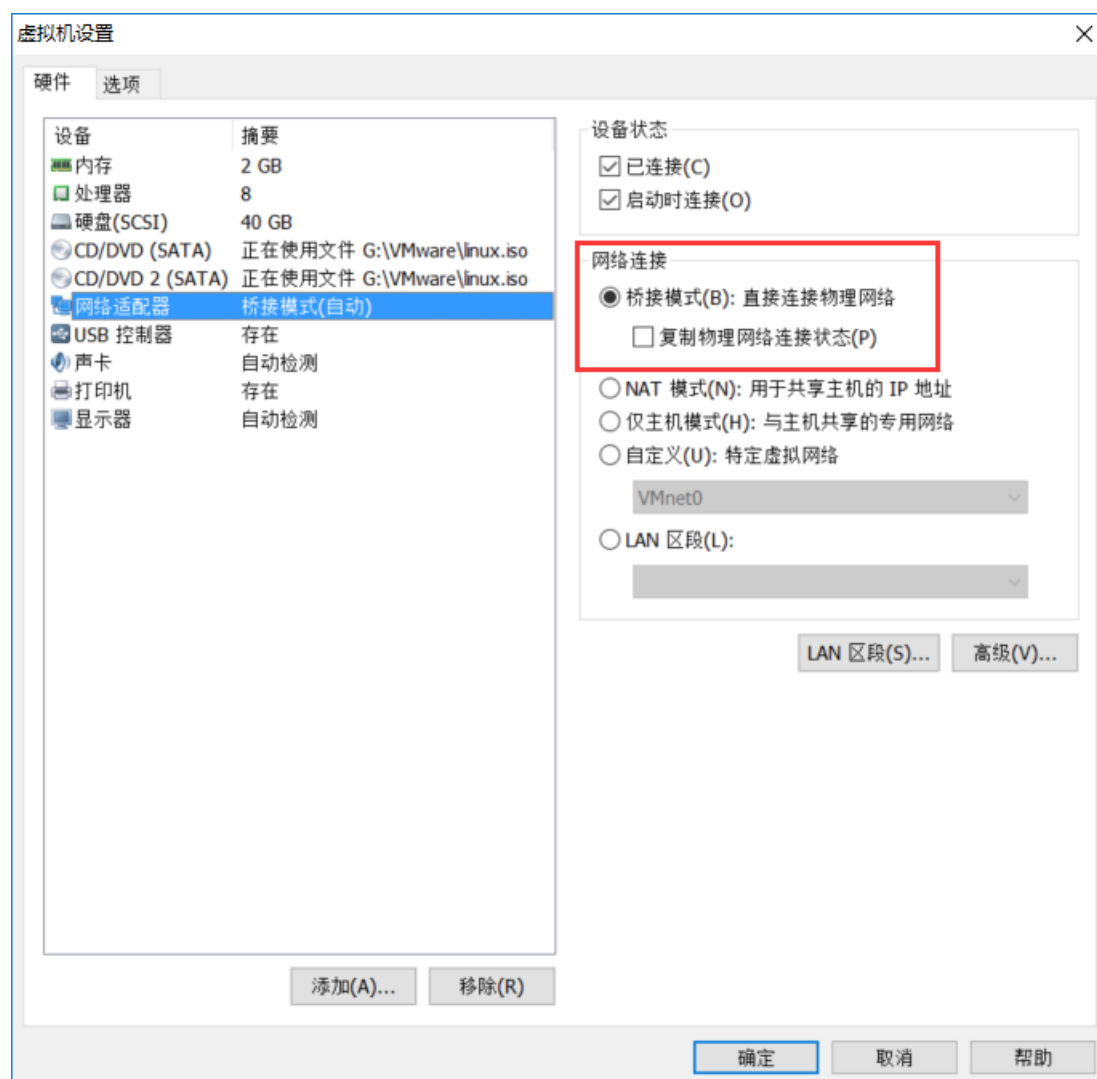 虚拟机设置
硬件 选项
设备 摘要
内存 2 GB
处理器 8
硬盘(SCSI) 40 GB
CD/DVD (SATA) 正在使用文件 G:\VMware\linux.iso
CD/DVD 2 (SATA) 正在使用文件 G:\VMware\linux.iso
网络适配器 桥接模式(自动)
USB 控制器 存在
声卡 自动检测
打印机 存在
显示器 自动检测
添加(A)... 移除(R)
设备状态
已连接(C)
启动时连接(O)
网络连接
桥接模式(B): 直接连接物理网络
复制物理网络连接状态(P)
NAT 模式(N): 用于共享主机的 IP 地址
仅主机模式(H): 与主机共享的专用网络
自定义(U): 特定虚拟网络
VMnet0
LAN 区段(L):
LAN 区段(S)... 高级(V)...
确定 取消 帮助